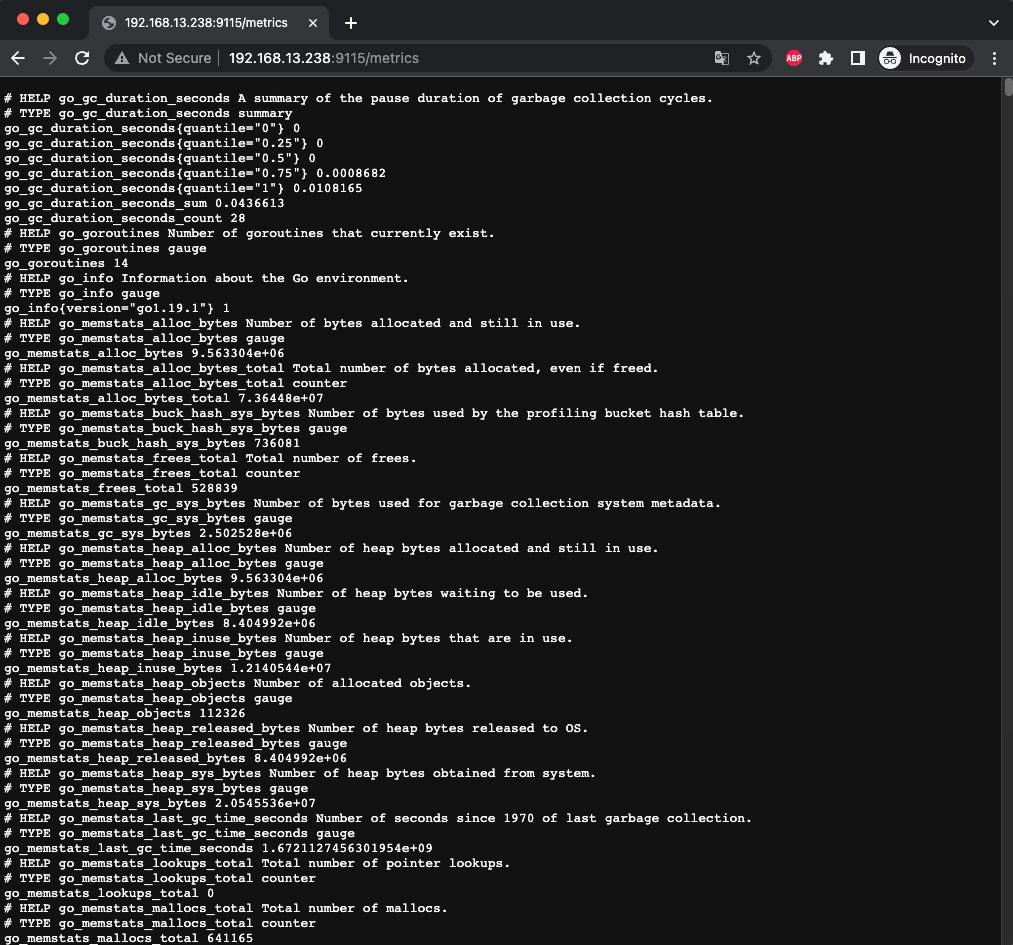 192.168.13.238:9115/metrics
Not Secure 192.168.13.238:9115/metrics ABP Incognito
# HELP go_gc_duration_seconds A summary of the pause duration of garbage collection cycles.
# TYPE go_gc_duration_seconds summary
go_gc_duration_seconds{quantile="0"} 0
go_gc_duration_seconds{quantile="0.25"} 0
go_gc_duration_seconds{quantile="0.5"} 0
go_gc_duration_seconds{quantile="0.75"} 0.0008682
go_gc_duration_seconds{quantile="1"} 0.0108165
go_gc_duration_seconds_sum 0.0436613
go_gc_duration_seconds_count 28
# HELP go_goroutines Number of goroutines that currently exist.
# TYPE go_goroutines gauge
go_goroutines 14
# HELP go_info Information about the Go environment.
# TYPE go_info gauge
go_info{version="go1.19.1"} 1
# HELP go_memstats_alloc_bytes Number of bytes allocated and still in use.
# TYPE go_memstats_alloc_bytes gauge
go_memstats_alloc_bytes 9.563304e+06
# HELP go_memstats_alloc_bytes_total Total number of bytes allocated, even if freed.
# TYPE go_memstats_alloc_bytes_total counter
go_memstats_alloc_bytes_total 7.36448e+07
# HELP go_memstats_buck_hash_sys_bytes Number of bytes used by the profiling bucket hash table.
# TYPE go_memstats_buck_hash_sys_bytes gauge
go_memstats_buck_hash_sys_bytes 736081
# HELP go_memstats_frees_total Total number of frees.
# TYPE go_memstats_frees_total counter
go_memstats_frees_total 528839
# HELP go_memstats_gc_sys_bytes Number of bytes used for garbage collection system metadata.
# TYPE go_memstats_gc_sys_bytes gauge
go_memstats_gc_sys_bytes 2.502528e+06
# HELP go_memstats_heap_alloc_bytes Number of heap bytes allocated and still in use.
# TYPE go_memstats_heap_alloc_bytes gauge
go_memstats_heap_alloc_bytes 9.563304e+06
# HELP go_memstats_heap_idle_bytes Number of heap bytes waiting to be used.
# TYPE go_memstats_heap_idle_bytes gauge
go_memstats_heap_idle_bytes 8.404992e+06
# HELP go_memstats_heap_inuse_bytes Number of heap bytes that are in use.
# TYPE go_memstats_heap_inuse_bytes gauge
go_memstats_heap_inuse_bytes 1.2140544e+07
# HELP go_memstats_heap_objects Number of allocated objects.
# TYPE go_memstats_heap_objects gauge
go_memstats_heap_objects 112326
# HELP go_memstats_heap_released_bytes Number of heap bytes released to OS.
# TYPE go_memstats_heap_released_bytes gauge
go_memstats_heap_released_bytes 8.404992e+06
# HELP go_memstats_heap_sys_bytes Number of heap bytes obtained from system.
# TYPE go_memstats_heap_sys_bytes gauge
go_memstats_heap_sys_bytes 2.0545536e+07
# HELP go_memstats_last_gc_time_seconds Number of seconds since 1970 of last garbage collection.
# TYPE go_memstats_last_gc_time_seconds gauge
go_memstats_last_gc_time_seconds 1.6721127456301954e+09
# HELP go_memstats_lookups_total Total number of pointer lookups.
# TYPE go_memstats_lookups_total counter
go_memstats_lookups_total 0
# HELP go_memstats_mallocs_total Total number of mallocs.
# TYPE go_memstats_mallocs_total counter
go_memstats_mallocs_total 641165